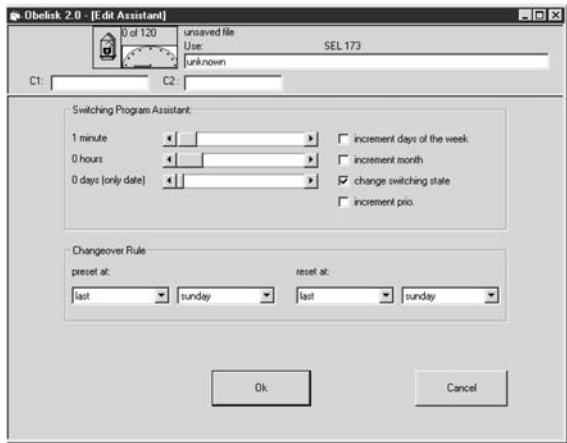 Obelisk 2.0 - [Edit Assistant]
0 of 120
unsaved file
Use:
SEL 173
unknown
C1:
C2:
Switching Program Assistant:
1 minute
increment days of the week
0 hours
increment month
0 days (only date)
change switching state
increment prio.
Changeover Rule
preset at:
reset at:
last
sunday
last
sunday
Ok
Cancel